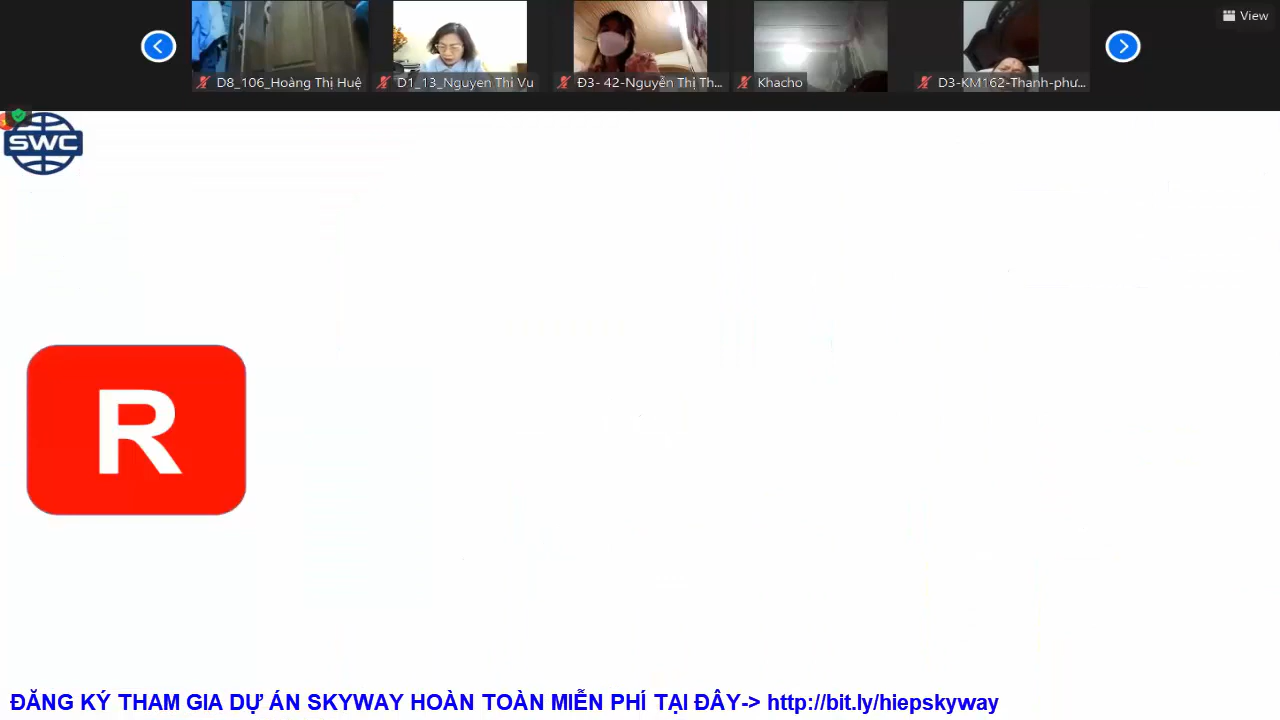 View
D8_106_Hoàng Thị Huệ
D1_13_Nguyen Thi Vu
Đ3- 42-Nguyễn Thị Th...
Khacho
D3-KM162-Thanh-phư...
SWC
R
ĐĂNG KÝ THAM GIA DỰ ÁN SKYWAY HOÀN TOÀN MIỄN PHÍ TẠI ĐÂY-> http://bit.ly/hiepskyway